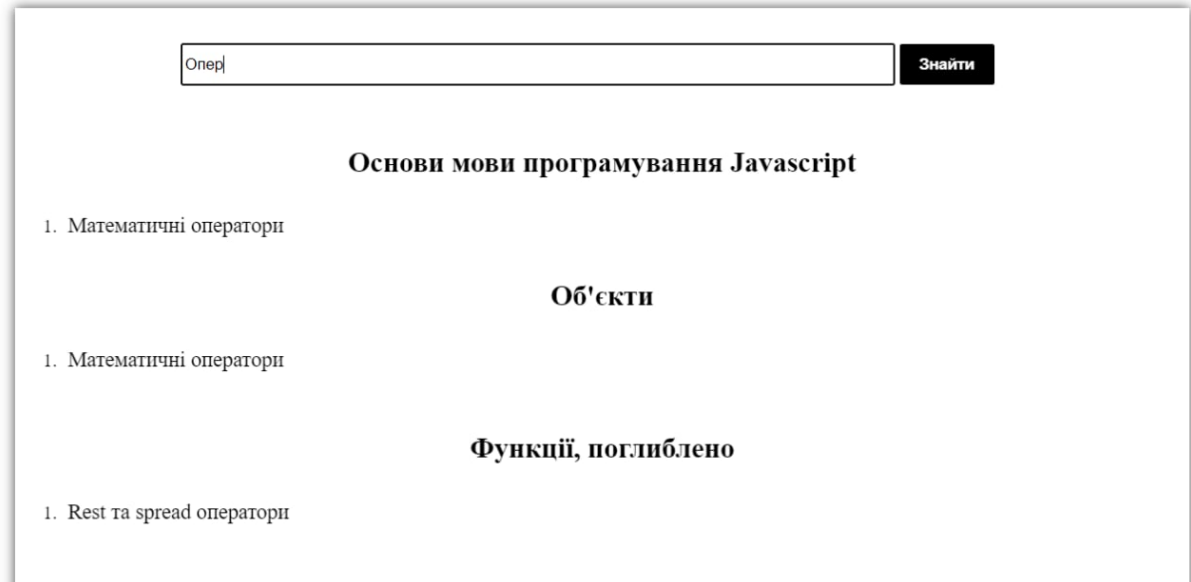 Опер
Знайти
Основи мови програмування Javascript
1. Математичні оператори
Об'єкти
1. Математичні оператори
Функції, поглиблено
1. Rest та spread оператори